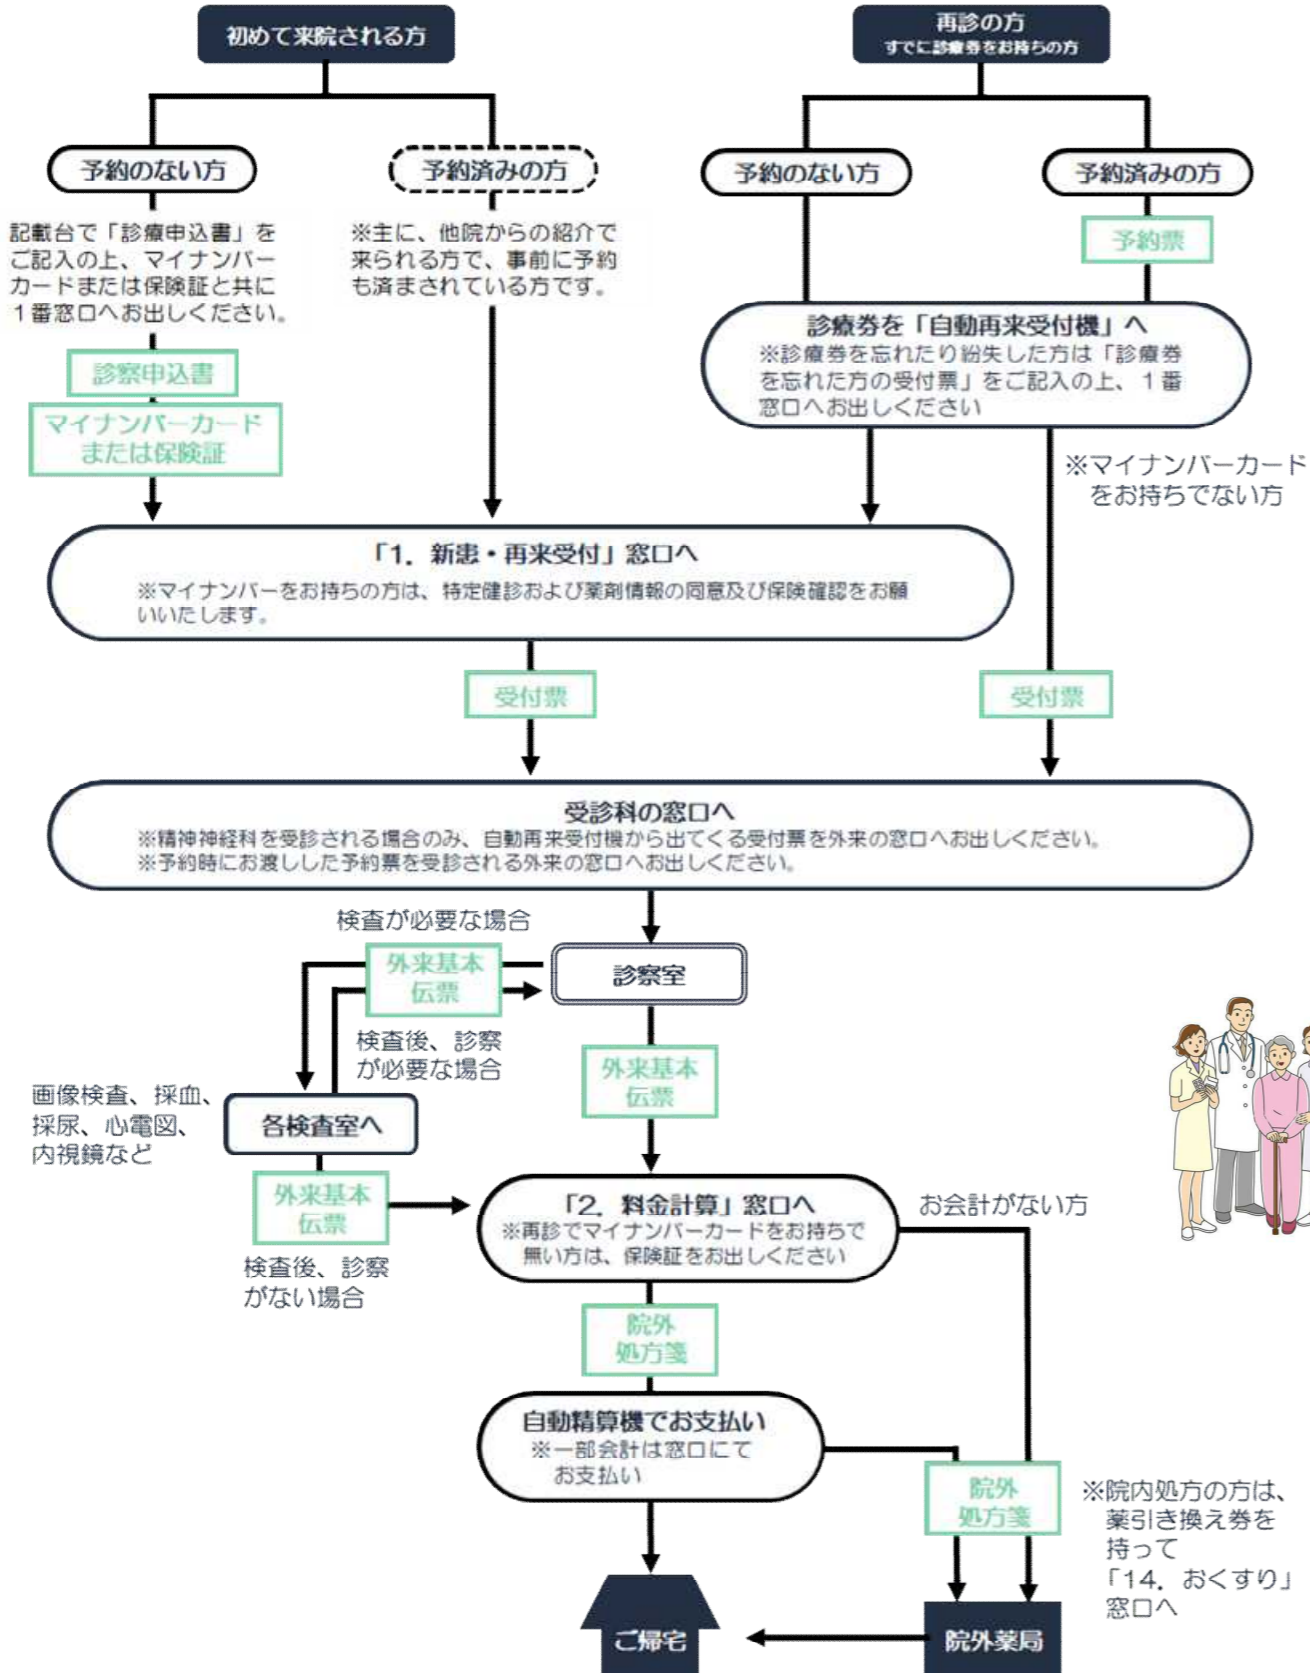 初めて来院される方
再診の方
すでに診療券をお持ちの方
予約のない方
予約済みの方
予約のない方
予約済みの方
記載台で「診療申込書」を
ご記入の上、マイナンバー
カードまたは保険証と共に
1番窓口へお出しください。
※主に、他院からの紹介で
来られる方で、事前に予約
も済まされている方です。
予約票
診療券を「自動再来受付機」へ
※診療券を忘れたり紛失した方は「診療券
を忘れた方の受付票」をご記入の上、1番
窓口へお出しください
診察申込書
マイナンバーカード
または保険証
※マイナンバーカード
をお持ちでない方
「1. 新患・再来受付」窓口へ
※マイナンバーをお持ちの方は、特定健診および薬剤情報の同意及び保険確認をお願
いいたします。
受付票
受付票
受診科の窓口へ
※精神神経科を受診される場合のみ、自動再来受付機から出てくる受付票を外来の窓口へお出しください。
※予約時にお渡しした予約票を受診される外来の窓口へお出しください。
検査が必要な場合
外来基本
伝票
診察室
検査後、診察
が必要な場合
外来基本
伝票
画像検査、採血、
採尿、心電図、
内視鏡など
各検査室へ
外来基本
伝票
検査後、診察
がない場合
「2. 料金計算」窓口へ
※再診でマイナンバーカードをお持ちで
無い方は、保険証をお出しください
お会計がない方
院外
処方箋
自動精算機でお支払い
※一部会計は窓口にて
お支払い
院外
処方箋
※院内処方の方は、
薬引き換え券を
持って
「14. おくすり」
窓口へ
ご帰宅
院外薬局